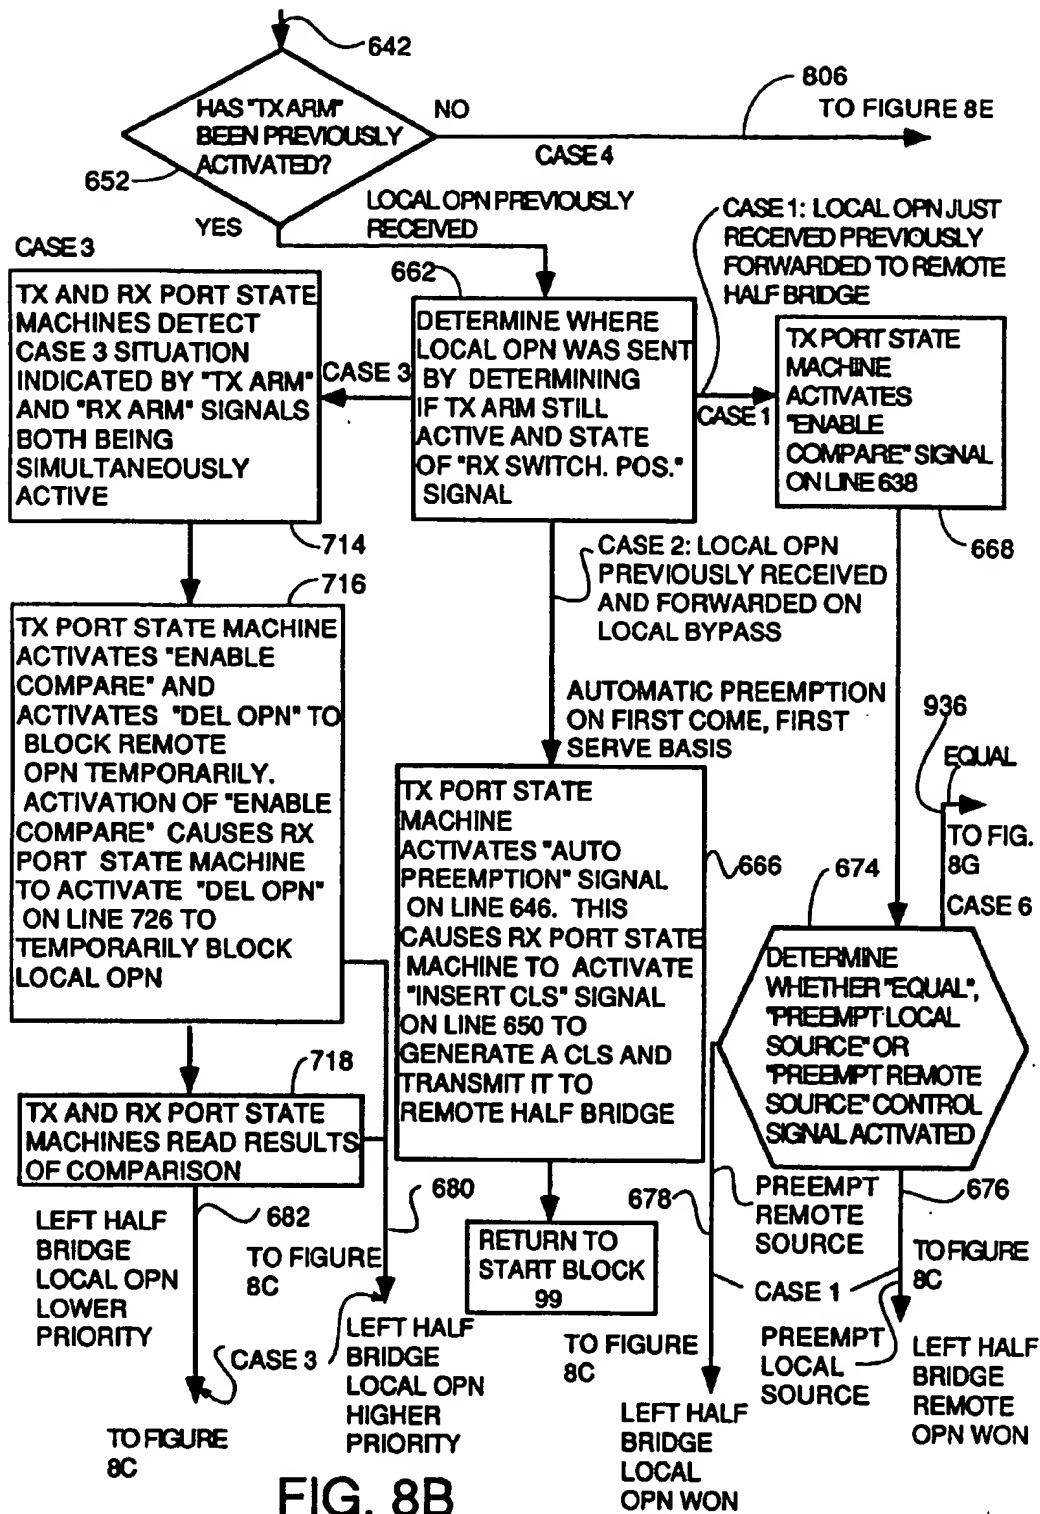 642
HAS "TX ARM"
BEEN PREVIOUSLY
ACTIVATED?
652
NO
CASE 4
806
TO FIGURE 8E
YES
LOCAL OPN PREVIOUSLY
RECEIVED
CASE 1: LOCAL OPN JUST
RECEIVED PREVIOUSLY
FORWARDED TO REMOTE
HALF BRIDGE
CASE 3
TX AND RX PORT STATE
MACHINES DETECT
CASE 3 SITUATION
INDICATED BY "TX ARM"
AND "RX ARM" SIGNALS
BOTH BEING
SIMULTANEOUSLY
ACTIVE
714
CASE 3
662
DETERMINE WHERE
LOCAL OPN WAS SENT
BY DETERMINING
IF TX ARM STILL
ACTIVE AND STATE
OF "RX SWITCH. POS."
SIGNAL
CASE 1
TX PORT STATE
MACHINE
ACTIVATES
"ENABLE
COMPARE" SIGNAL
ON LINE 638
668
CASE 2: LOCAL OPN
PREVIOUSLY RECEIVED
AND FORWARDED ON
LOCAL BYPASS
AUTOMATIC PREEMPTION
ON FIRST COME, FIRST
SERVE BASIS
716
TX PORT STATE MACHINE
ACTIVATES "ENABLE
COMPARE" AND
ACTIVATES "DEL OPN" TO
BLOCK REMOTE
OPN TEMPORARILY.
ACTIVATION OF "ENABLE
COMPARE" CAUSES RX
PORT STATE MACHINE
TO ACTIVATE "DEL OPN"
ON LINE 726 TO
TEMPORARILY BLOCK
LOCAL OPN
TX PORT STATE
MACHINE
ACTIVATES "AUTO
PREEMPTION" SIGNAL
ON LINE 646. THIS
CAUSES RX PORT STATE
MACHINE TO ACTIVATE
"INSERT CLS" SIGNAL
ON LINE 650 TO
GENERATE A CLS AND
TRANSMIT IT TO
REMOTE HALF BRIDGE
666
936
EQUAL
TO FIG.
8G
CASE 6
674
DETERMINE
WHETHER "EQUAL",
"PREEMPT LOCAL
SOURCE" OR
"PREEMPT REMOTE
SOURCE" CONTROL
SIGNAL ACTIVATED
718
TX AND RX PORT STATE
MACHINES READ RESULTS
OF COMPARISON
682
LEFT HALF
BRIDGE
LOCAL OPN
LOWER
PRIORITY
TO FIGURE
8C
680
TO FIGURE
8C
CASE 3
LEFT HALF
BRIDGE
LOCAL OPN
HIGHER
PRIORITY
RETURN TO
START BLOCK
99
678
PREEMPT
REMOTE
SOURCE
676
TO FIGURE
8C
CASE 1
TO FIGURE
8C
PREEMPT
LOCAL
SOURCE
LEFT HALF
BRIDGE
REMOTE
OPN WON
LEFT HALF
BRIDGE
LOCAL
OPN WON
FIG. 8B